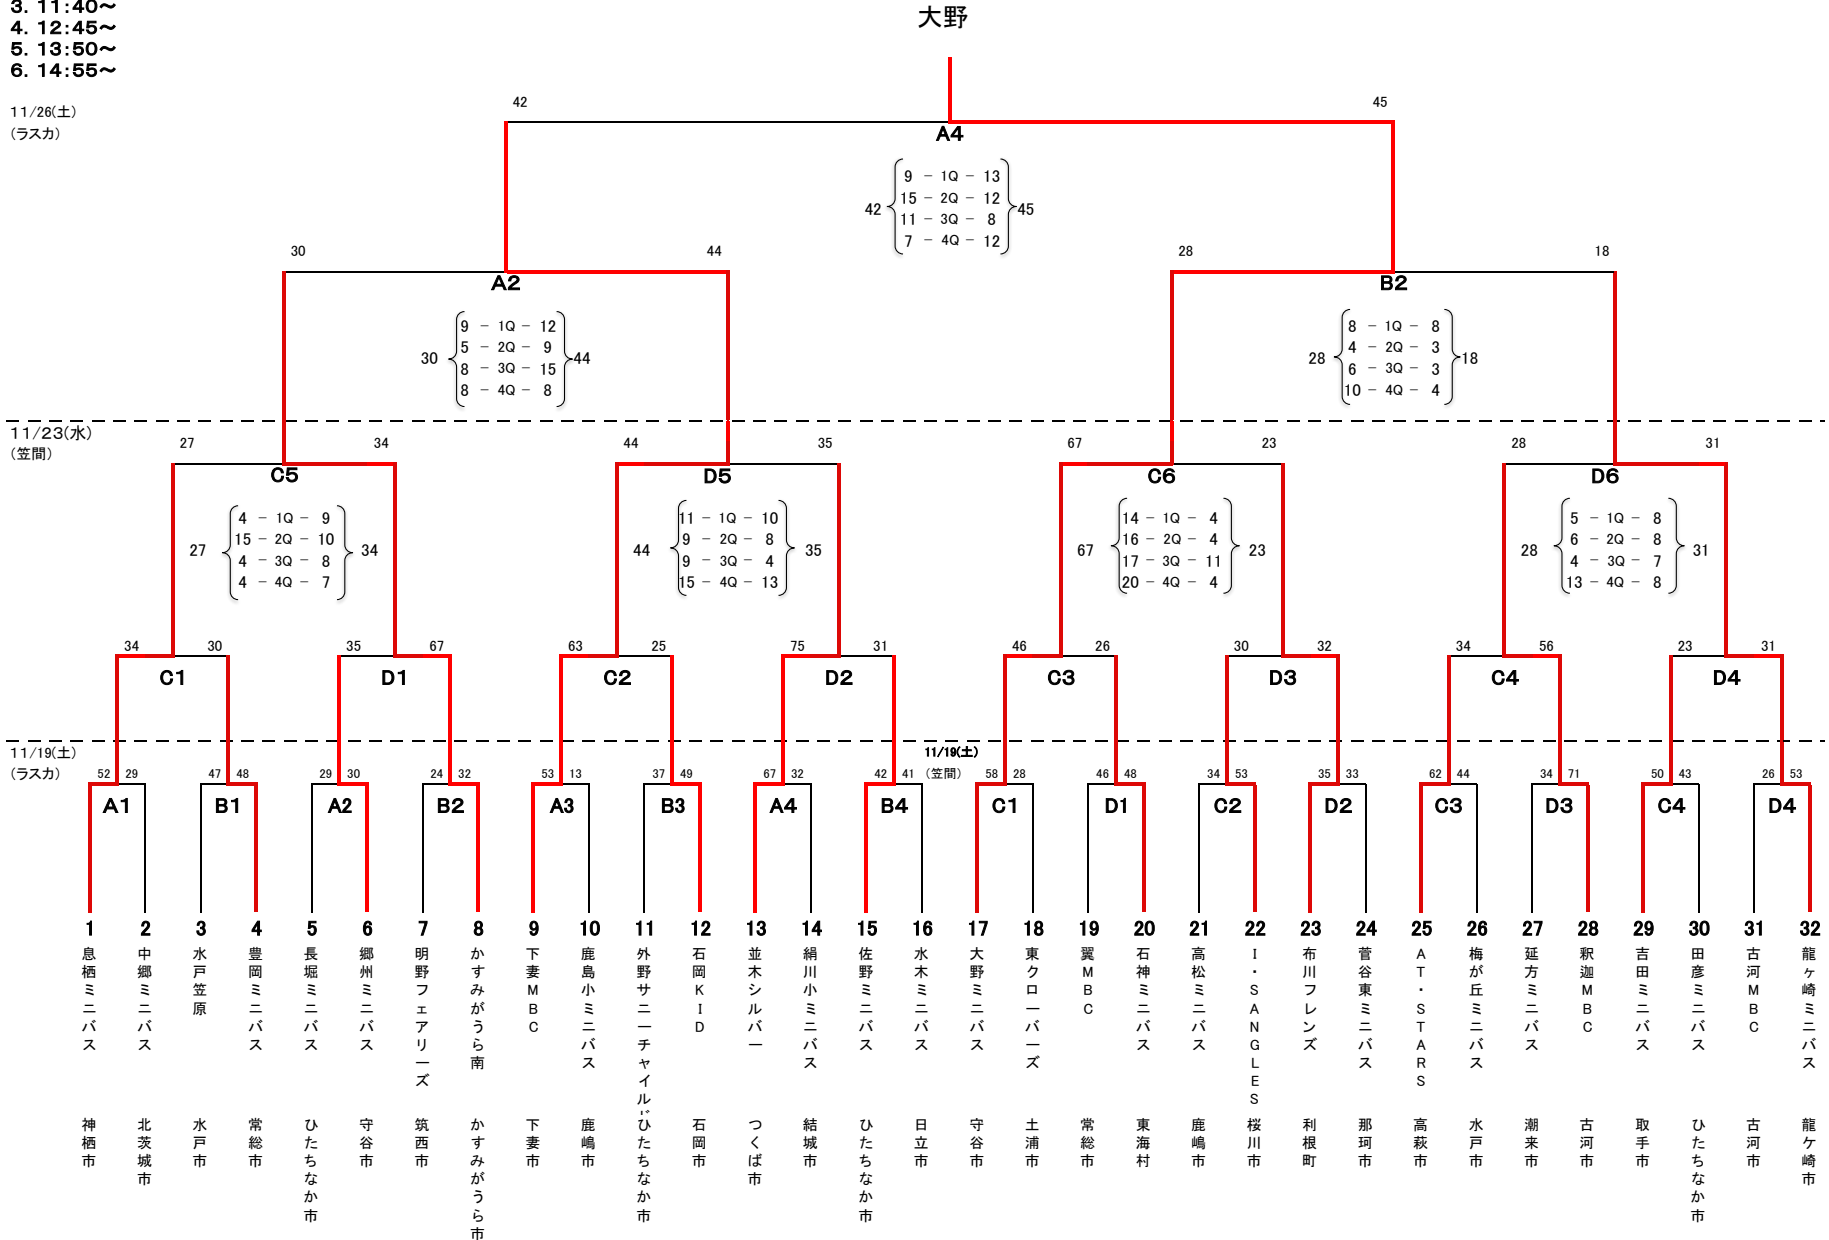 3. 11:40～
4. 12:45～
5. 13:50～
6. 14:55～
大野
11/26(土)
(ラスカ)
42 45
A4
9 － 1Q － 13
15 － 2Q － 12
42 45
11 － 3Q － 8
7 － 4Q － 12
30 44 28 18
A2 B2
9 － 1Q － 12
5 － 2Q － 9
30 44
8 － 3Q － 15
8 － 4Q － 8
8 － 1Q － 8
4 － 2Q － 3
28 18
6 － 3Q － 3
10 － 4Q － 4
11/23(水)
(笠間)
27 34 44 35 67 23 28 31
C5 D5 C6 D6
4 － 1Q － 9
15 － 2Q － 10
27 34
4 － 3Q － 8
4 － 4Q － 7
11 － 1Q － 10
9 － 2Q － 8
44 35
9 － 3Q － 4
15 － 4Q － 13
14 － 1Q － 4
16 － 2Q － 4
67 23
17 － 3Q － 11
20 － 4Q － 4
5 － 1Q － 8
6 － 2Q － 8
28 31
4 － 3Q － 7
13 － 4Q － 8
34 30 35 67 63 25 75 31 46 26 30 32 34 56 23 31
C1 D1 C2 D2 C3 D3 C4 D4
11/19(土)
(ラスカ)
11/19(土)
(笠間)
52 29 47 48 29 30 24 32 53 13 37 49 67 32 42 41 58 28 46 48 34 53 35 33 62 44 34 71 50 43 26 53
A1 B1 A2 B2 A3 B3 A4 B4 C1 D1 C2 D2 C3 D3 C4 D4
1 2 3 4 5 6 7 8 9 10 11 12 13 14 15 16 17 18 19 20 21 22 23 24 25 26 27 28 29 30 31 32
息栖ミニバス
中郷ミニバス
水戸笠原
豊岡ミニバス
長堀ミニバス
郷州ミニバス
明野フェアリーズ
かすみがうら南
下妻MBC
鹿島小ミニバス
外野サニーチャイルド
石岡KID
並木シルバー
絹川小ミニバス
佐野ミニバス
水木ミニバス
大野ミニバス
東クローバーズ
翼MBC
石神ミニバス
高松ミニバス
I・SANGLES
布川フレンズ
菅谷東ミニバス
AT・STARS
梅が丘ミニバス
延方ミニバス
釈迦MBC
吉田ミニバス
田彦ミニバス
古河MBC
龍ヶ崎ミニバス
神栖市
北茨城市
水戸市
常総市
ひたちなか市
守谷市
筑西市
かすみがうら市
下妻市
鹿嶋市
ひたちなか市
石岡市
つくば市
結城市
ひたちなか市
日立市
守谷市
土浦市
常総市
東海村
鹿嶋市
桜川市
利根町
那珂市
高萩市
水戸市
潮来市
古河市
取手市
ひたちなか市
古河市
龍ケ崎市